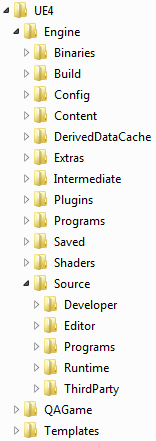 UE4
Engine
Binaries
Build
Config
Content
DerivedDataCache
Extras
Intermediate
Plugins
Programs
Saved
Shaders
Source
Developer
Editor
Programs
Runtime
ThirdParty
QAGame
Templates